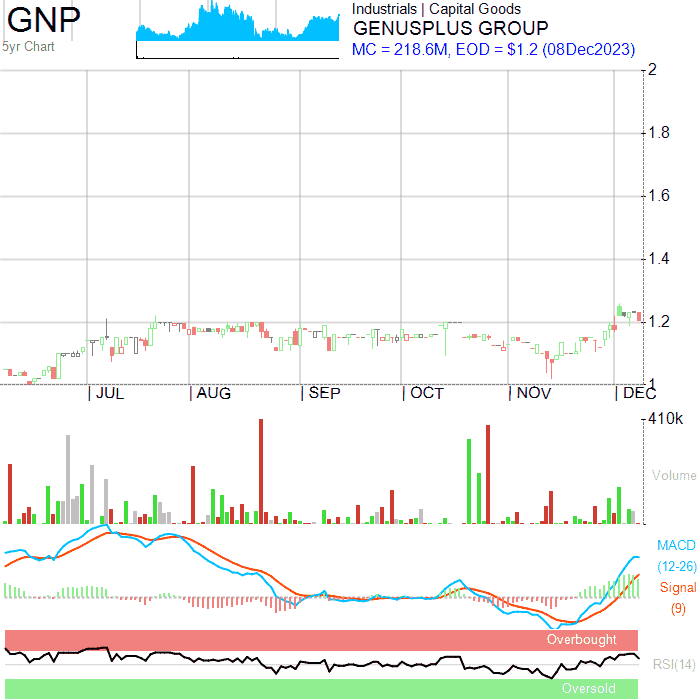 GNP
5yr Chart
Industrials | Capital Goods
GENUSPLUS GROUP
MC = 218.6M, EOD = $1.2 (08Dec2023)
2
1.8
1.6
1.4
1.2
1
JUL AUG SEP OCT NOV DEC
410k
Volume
MACD
(12-26)
Signal
(9)
Overbought
RSI(14)
Oversold